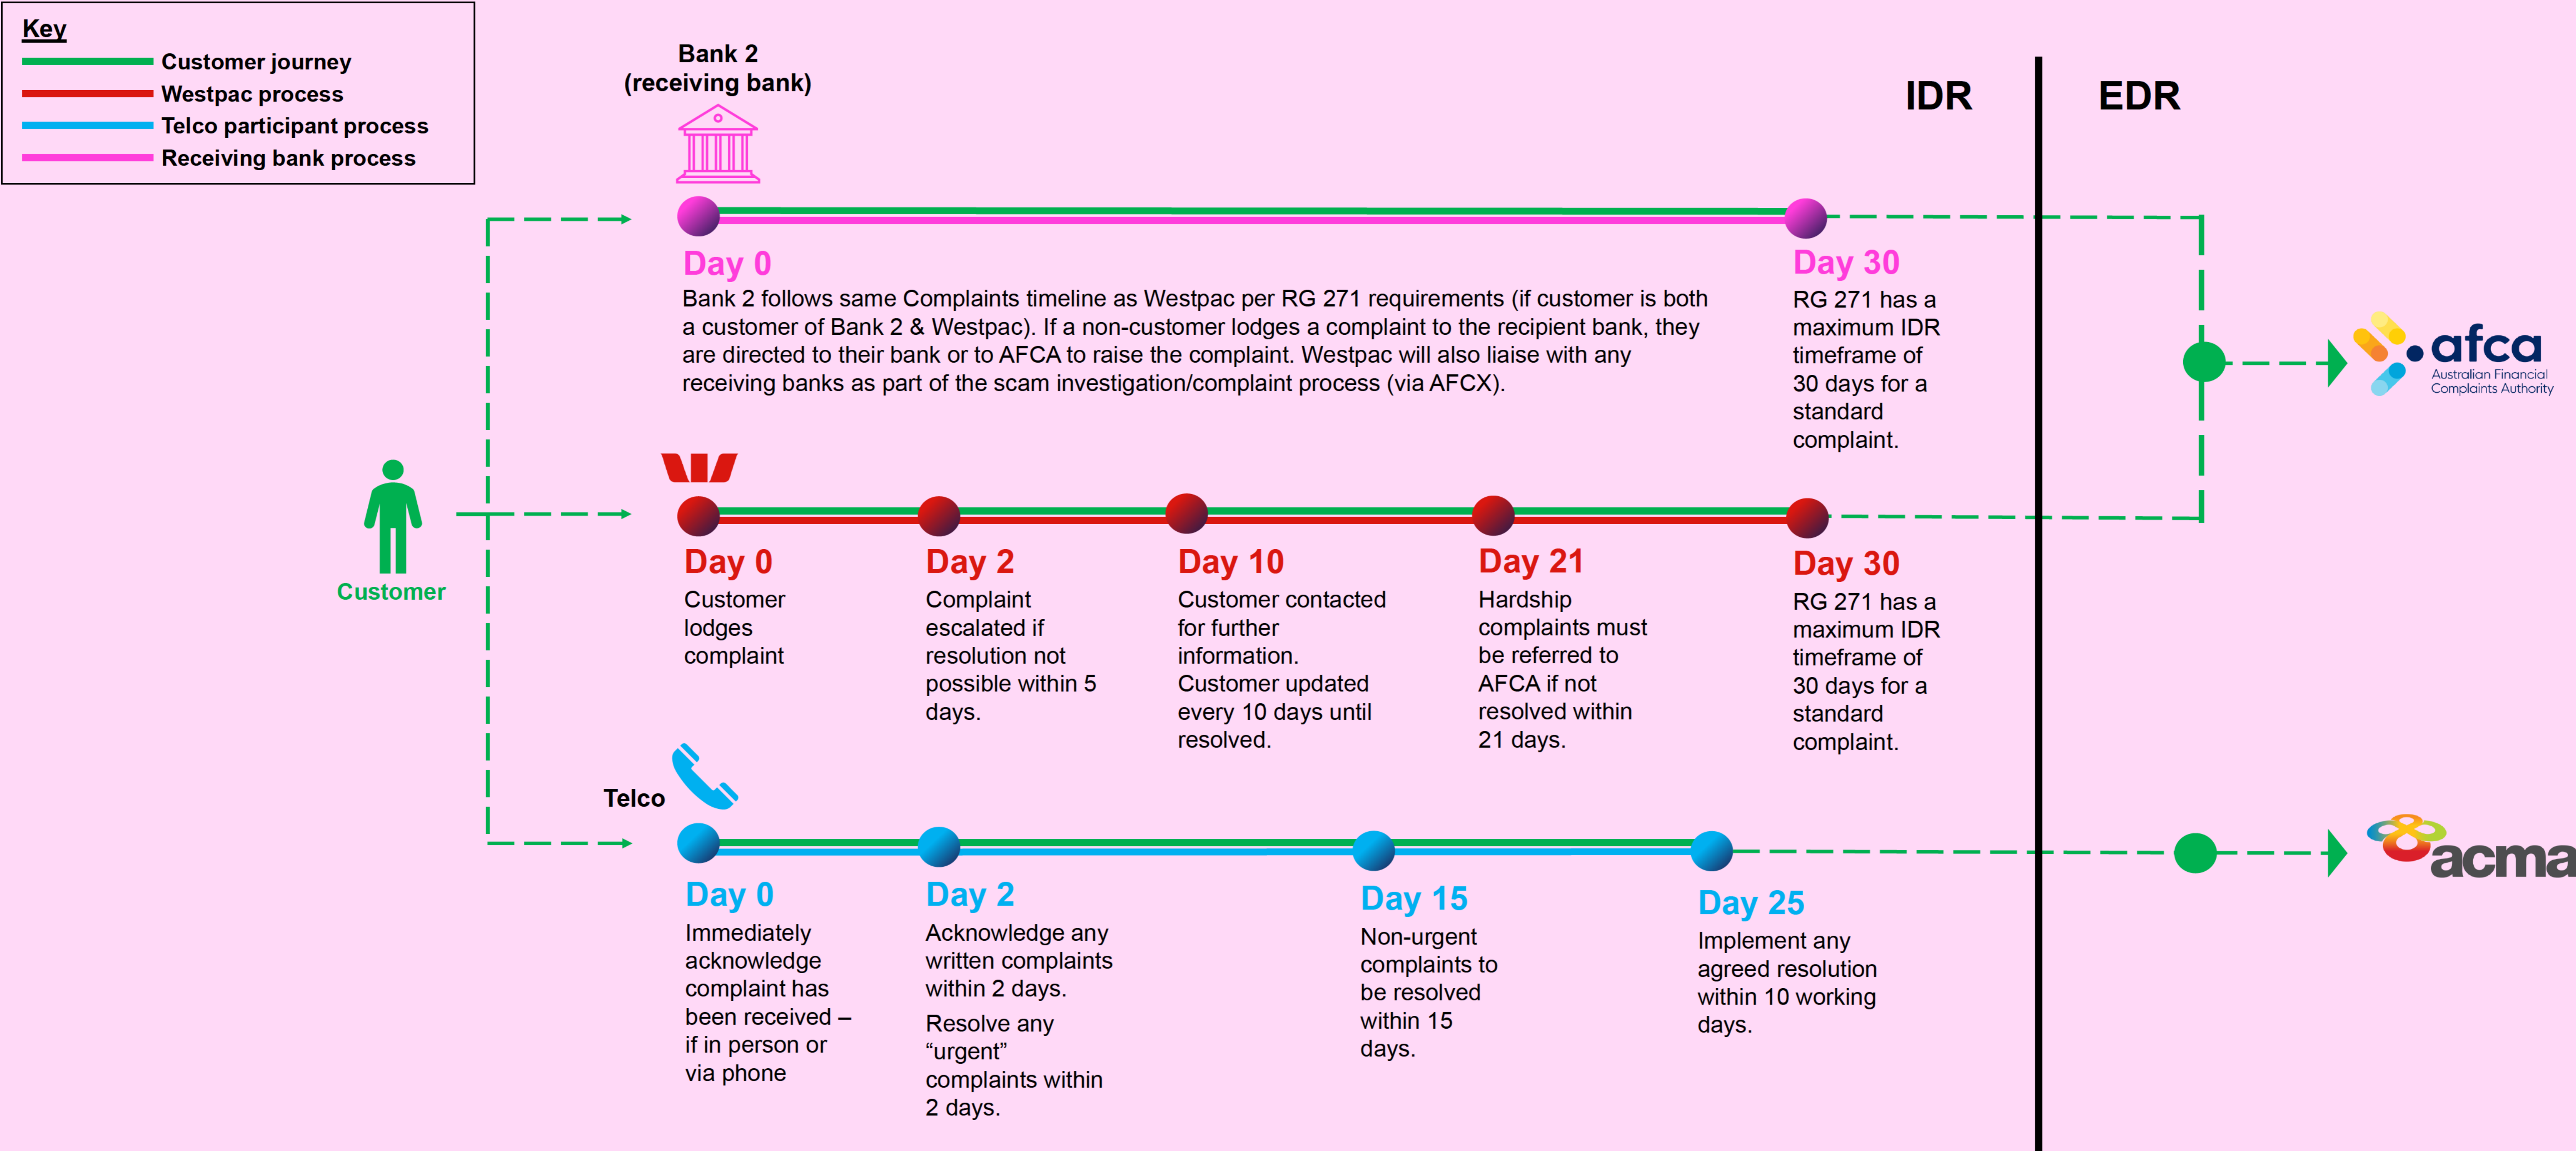 Key
Customer journey
Westpac process
Telco participant process
Receiving bank process
Bank 2
(receiving bank)
IDR
EDR
Day 0
Bank 2 follows same Complaints timeline as Westpac per RG 271 requirements (if customer is both
a customer of Bank 2 & Westpac). If a non-customer lodges a complaint to the recipient bank, they
are directed to their bank or to AFCA to raise the complaint. Westpac will also liaise with any
receiving banks as part of the scam investigation/complaint process (via AFCX).
Day 30
RG 271 has a
maximum IDR
timeframe of
30 days for a
standard
complaint.
afca
Australian Financial
Complaints Authority
Customer
Day 0
Customer
lodges
complaint
Day 2
Complaint
escalated if
resolution not
possible within 5
days.
Day 10
Customer contacted
for further
information.
Customer updated
every 10 days until
resolved.
Day 21
Hardship
complaints must
be referred to
AFCA if not
resolved within
21 days.
Day 30
RG 271 has a
maximum IDR
timeframe of
30 days for a
standard
complaint.
Telco
Day 0
Immediately
acknowledge
complaint has
been received –
if in person or
via phone
Day 2
Acknowledge any
written complaints
within 2 days.
Resolve any
“urgent”
complaints within
2 days.
Day 15
Non-urgent
complaints to
be resolved
within 15
days.
Day 25
Implement any
agreed resolution
within 10 working
days.
acma